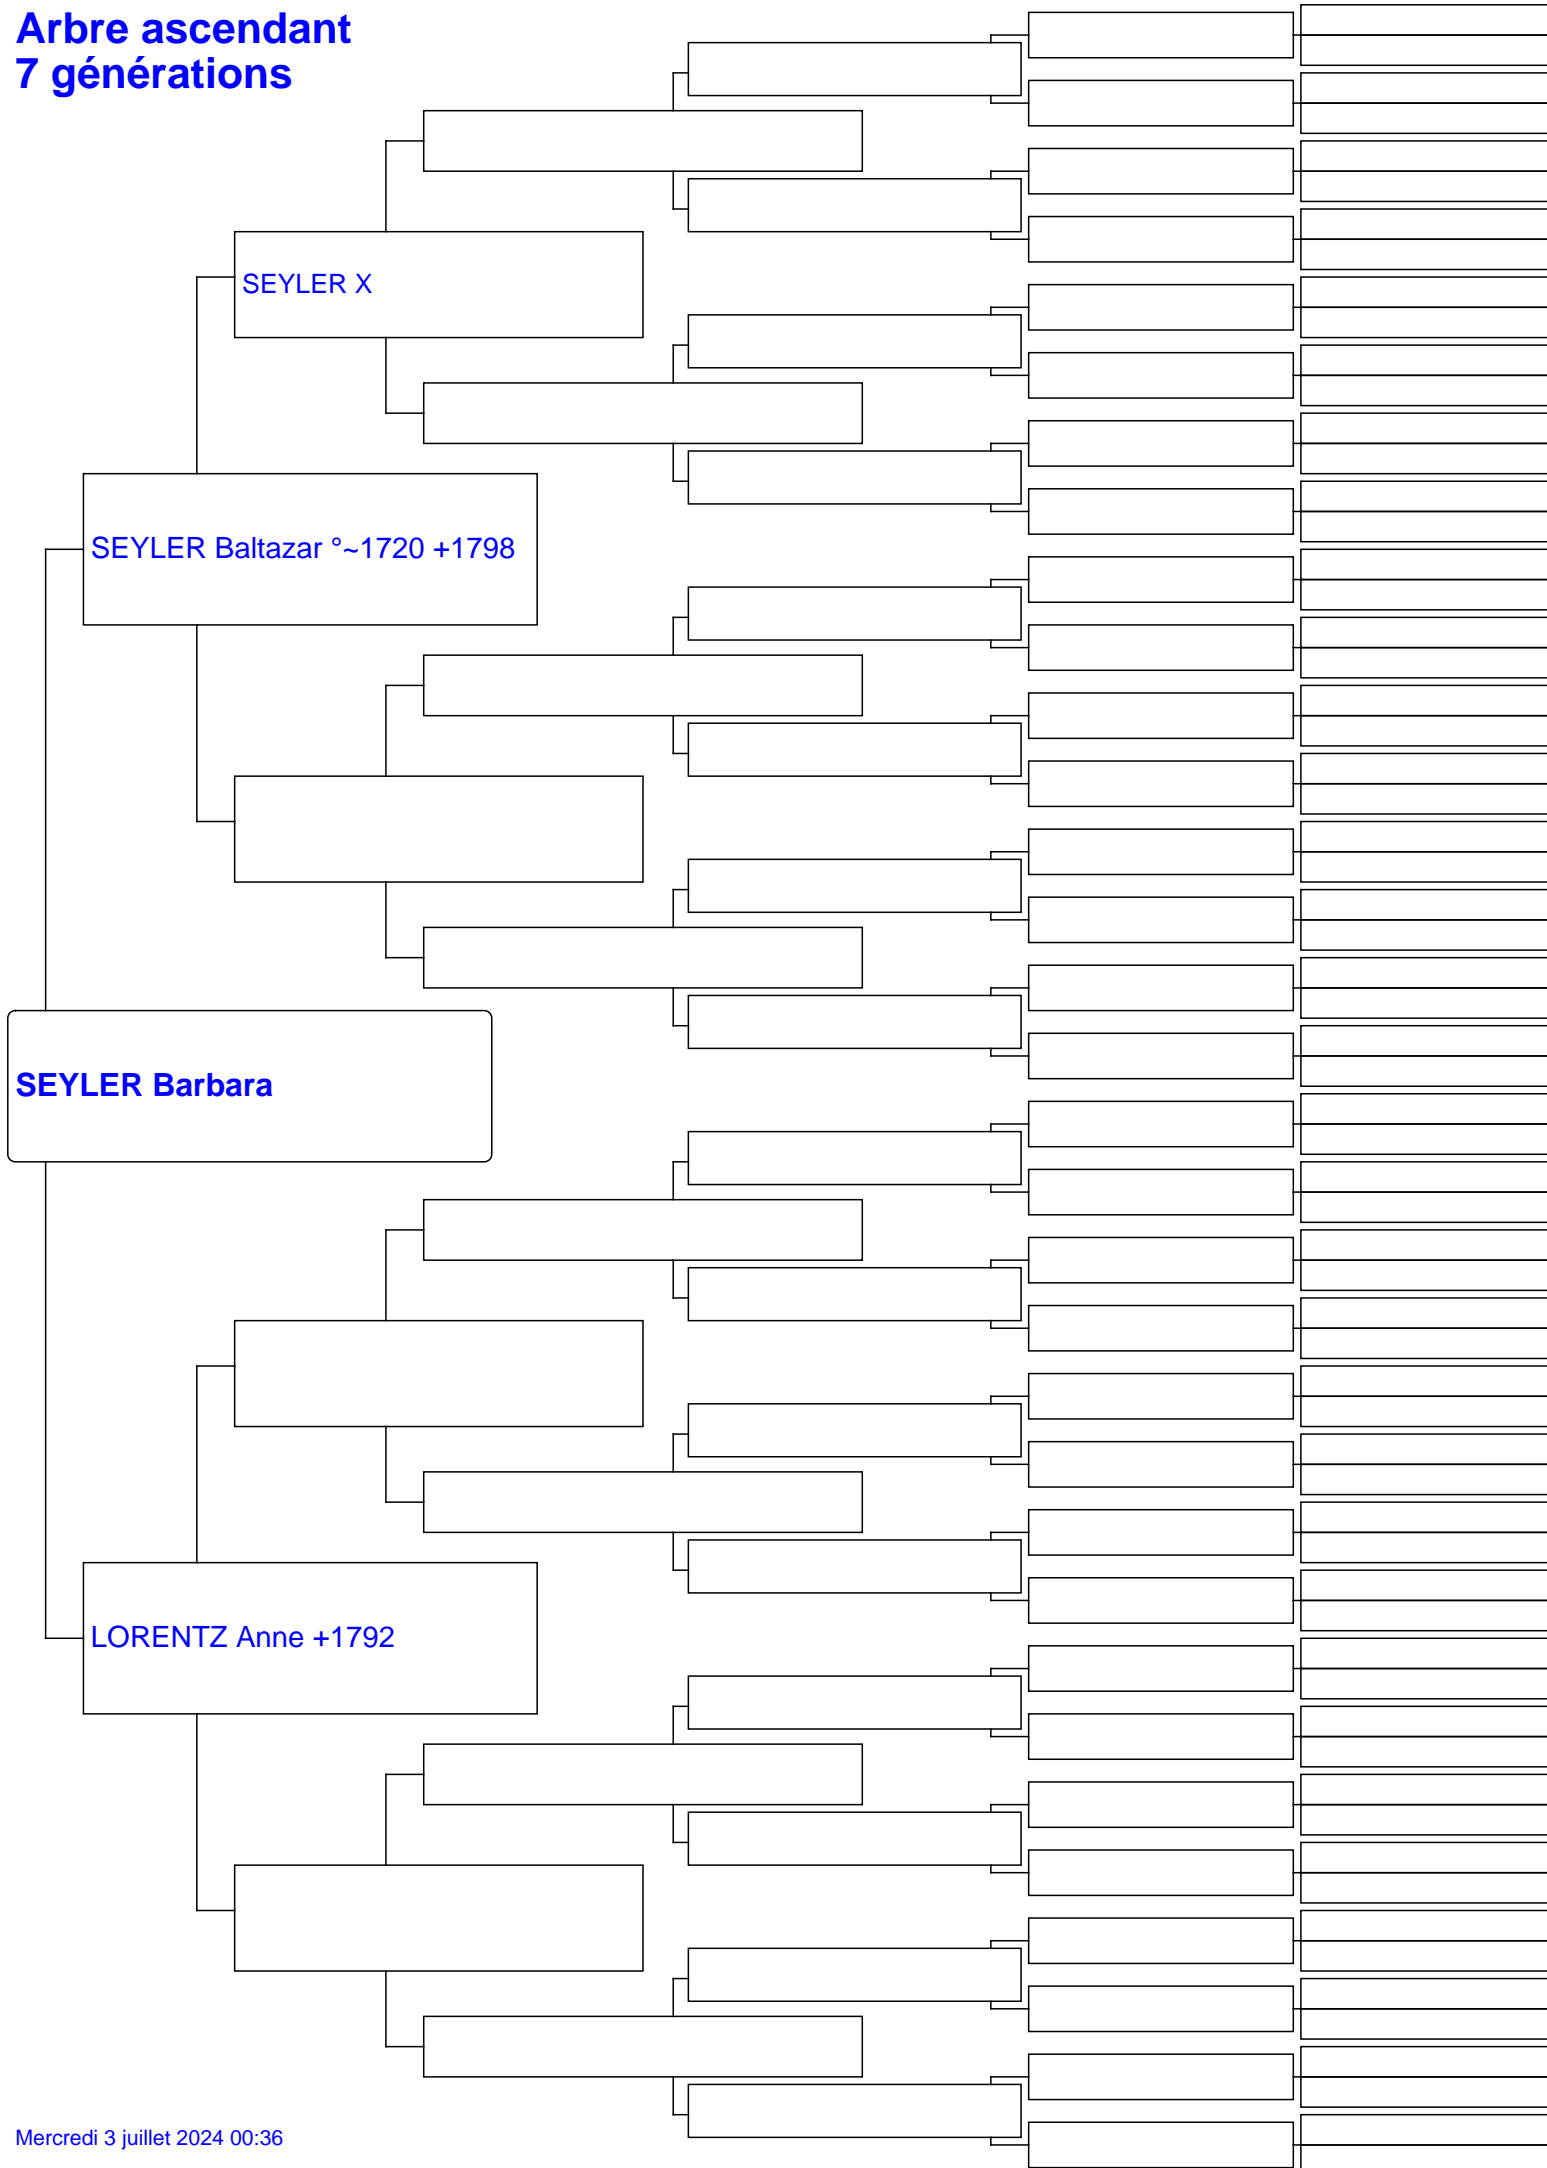 Arbre ascendant
7 générations
SEYLER X
SEYLER Baltazar °~1720 +1798
SEYLER Barbara
LORENTZ Anne +1792
Mercredi 3 juillet 2024 00:36